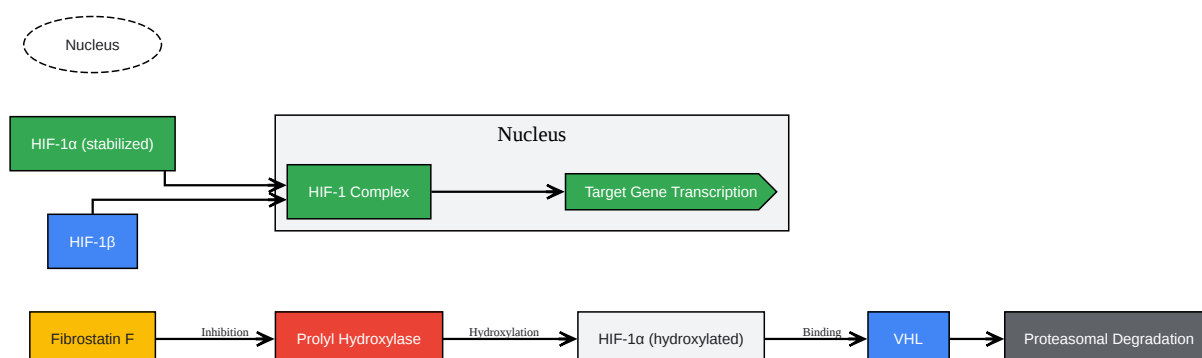 Nucleus
HIF-1α (stabilized)
Nucleus
HIF-1 Complex
Target Gene Transcription
HIF-1β
Fibrostatin F
Inhibition
Prolyl Hydroxylase
Hydroxylation
HIF-1α (hydroxylated)
Binding
VHL
Proteasomal Degradation